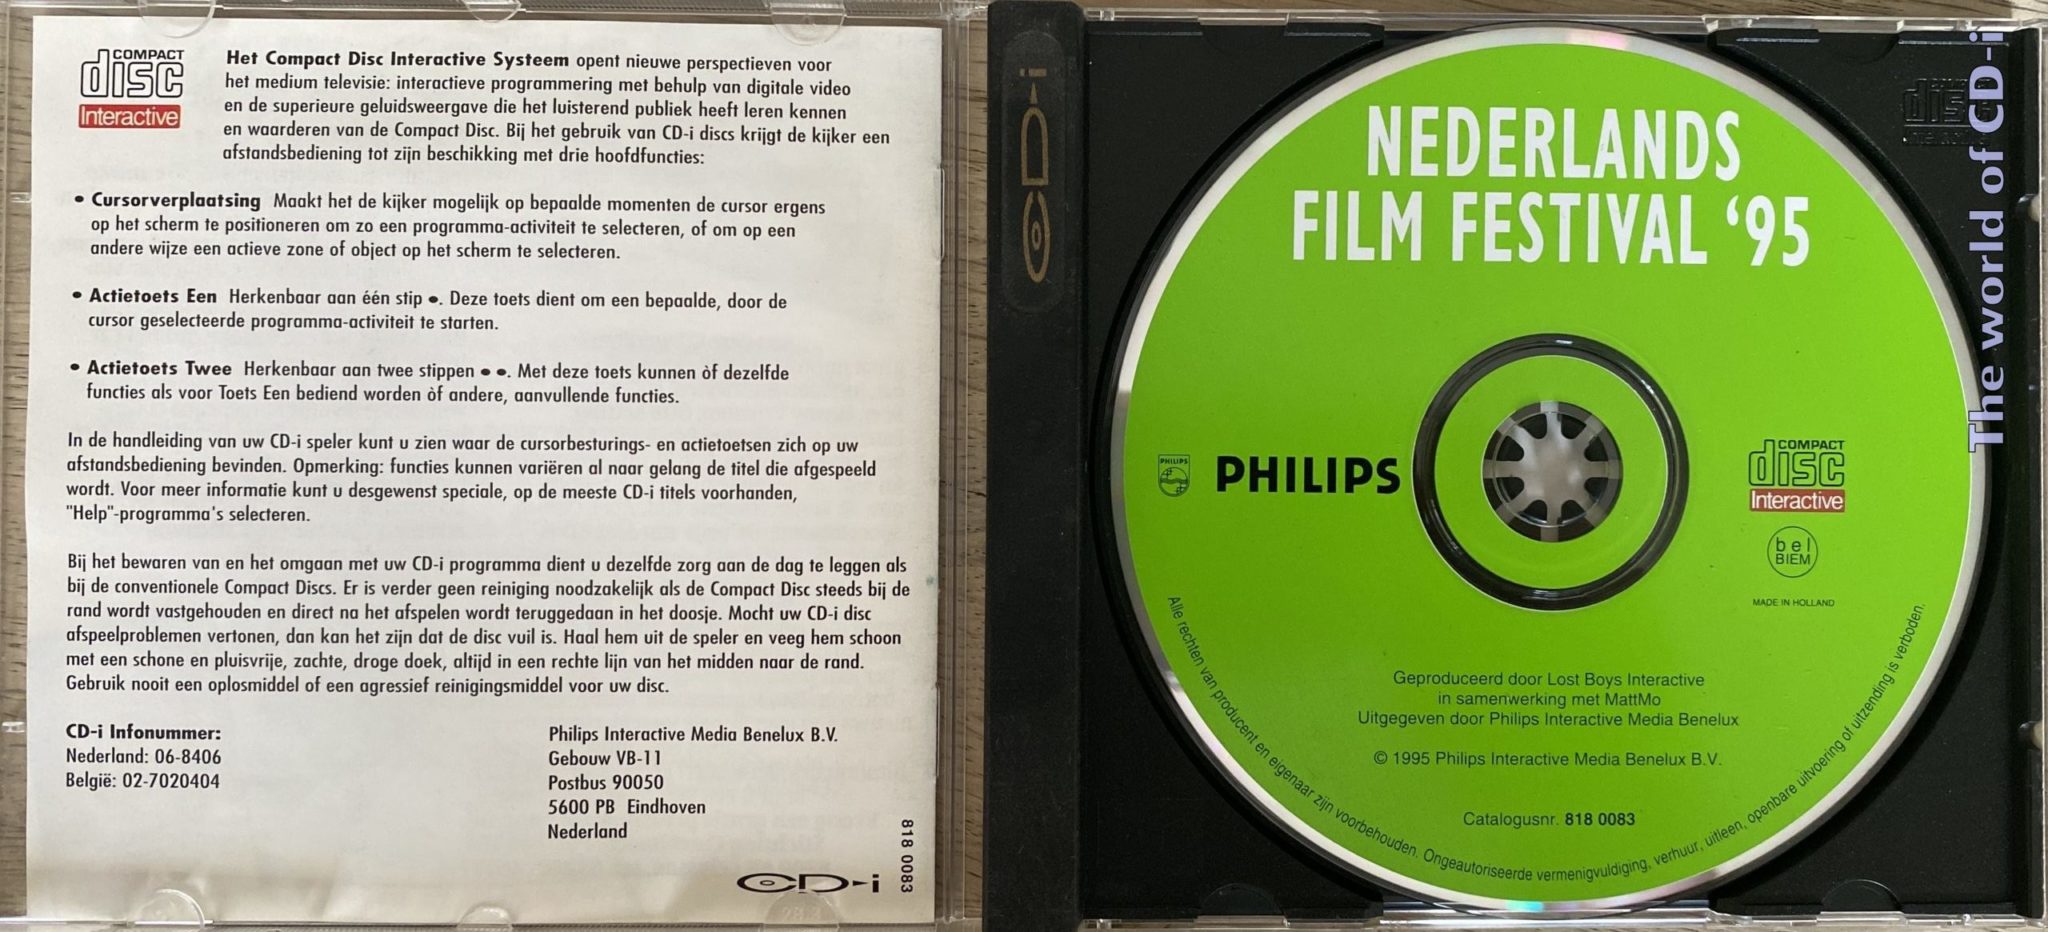 COMPACT
disc
Interactive
Het Compact Disc Interactive Systeem opent nieuwe perspectieven voor
het medium televisie: interactieve programmering met behulp van digitale video
en de superieure geluidsweergave die het luisterend publiek heeft leren kennen
en waarderen van de Compact Disc. Bij het gebruik van CD-i discs krijgt de kijker een
afstandsbediening tot zijn beschikking met drie hoofdfuncties:
• Cursorverplaatsing Maakt het de kijker mogelijk op bepaalde momenten de cursor ergens
op het scherm te positioneren om zo een programma-activiteit te selecteren, of om op een
andere wijze een actieve zone of object op het scherm te selecteren.
• Actietoets Een Herkenbaar aan één stip ●. Deze toets dient om een bepaalde, door de
cursor geselecteerde programma-activiteit te starten.
• Actietoets Twee Herkenbaar aan twee stippen ● ●. Met deze toets kunnen òf dezelfde
functies als voor Toets Een bediend worden òf andere, aanvullende functies.
In de handleiding van uw CD-i speler kunt u zien waar de cursorbesturings- en actietoetsen zich op uw
afstandsbediening bevinden. Opmerking: functies kunnen variëren al naar gelang de titel die afgespeeld
wordt. Voor meer informatie kunt u desgewenst speciale, op de meeste CD-i titels voorhanden,
"Help"-programma's selecteren.
Bij het bewaren van en het omgaan met uw CD-i programma dient u dezelfde zorg aan de dag te leggen als
bij de conventionele Compact Discs. Er is verder geen reiniging noodzakelijk als de Compact Disc steeds bij de
rand wordt vastgehouden en direct na het afspelen wordt teruggedaan in het doosje. Mocht uw CD-i disc
afspeelproblemen vertonen, dan kan het zijn dat de disc vuil is. Haal hem uit de speler en veeg hem schoon
met een schone en pluisvrije, zachte, droge doek, altijd in een rechte lijn van het midden naar de rand.
Gebruik nooit een oplosmiddel of een agressief reinigingsmiddel voor uw disc.
CD-i Infonummer:
Nederland: 06-8406
België: 02-7020404
Philips Interactive Media Benelux B.V.
Gebouw VB-11
Postbus 90050
5600 PB Eindhoven
Nederland
818 0083
CD-i
CD-i
NEDERLANDS
FILM FESTIVAL '95
PHILIPS
PHILIPS
COMPACT
disc
Interactive
bel
BIEM
MADE IN HOLLAND
Geproduceerd door Lost Boys Interactive
in samenwerking met MattMo
Uitgegeven door Philips Interactive Media Benelux
© 1995 Philips Interactive Media Benelux B.V.
Catalogusnr. 818 0083
Alle rechten van producent en eigenaar zijn voorbehouden. Ongeautoriseerde vermenigvuldiging, verhuur, uitleen, openbare uitvoering of uitzending is verboden.
disc
The world of CD-i